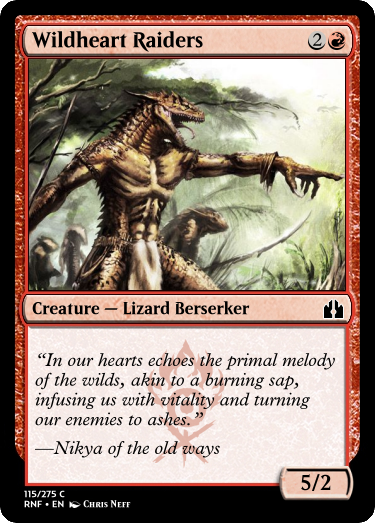 Wildheart Raiders 2
Creature — Lizard Berserker
“In our hearts echoes the primal melody
of the wilds, akin to a burning sap,
infusing us with vitality and turning
our enemies to ashes.”
—Nikya of the old ways
5/2
115/275 C
RNF • EN Chris Neff